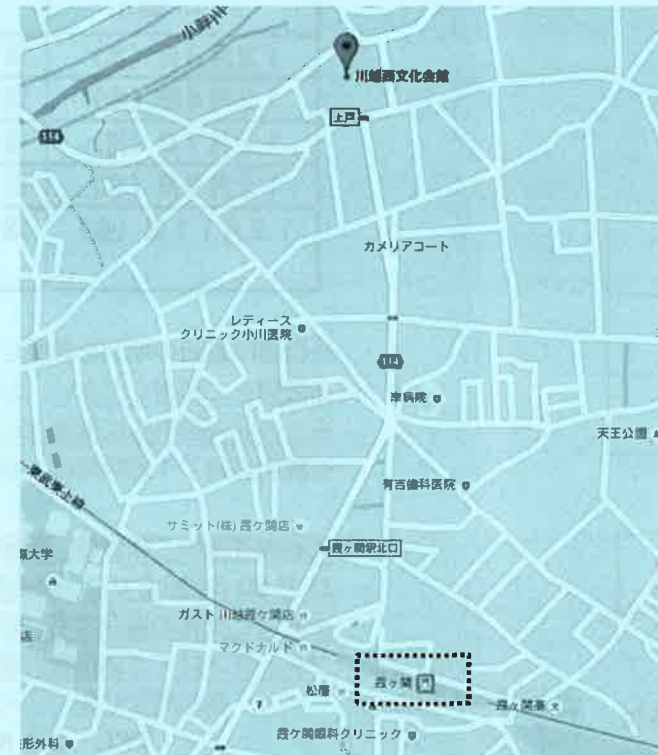 小畔川
川越西文化会館
上戸
114
カメリアコート
レディース
クリニック小川医院
114
岸病院
天王公園
有吉歯科医院
東武東上線
サミット(株) 霞ケ関店
霞ヶ関駅北口
大学
ガスト 川越霞ケ関店
店
マクドナルド
霞ケ関
松屋
7
形外科
霞ケ関眼科クリニック